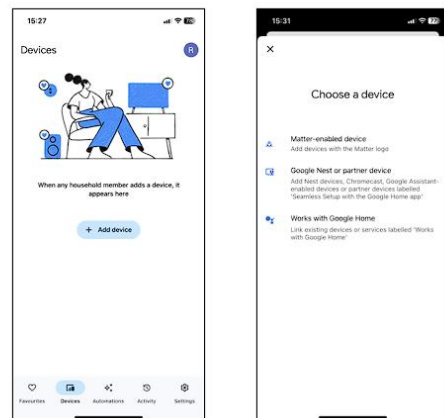 15:27
Devices
R
When any household member adds a device, it
appears here
+ Add device
Favourites
Devices
Automations
Activity
Settings
15:31
Choose a device
Matter-enabled device
Add devices with the Matter logo
Google Nest or partner device
Add Nest devices, Chromecast, Google Assistant-
enabled devices or partner devices labelled
'Seamless Setup with the Google Home app'
Works with Google Home
Link existing devices or services labelled 'Works
with Google Home'